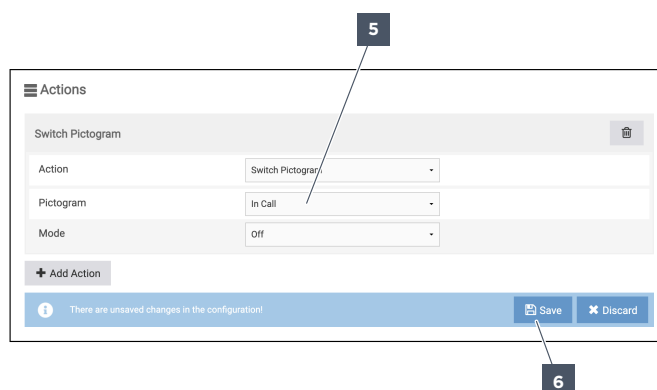 5
Actions
Switch Pictogram
Action Switch Pictogram
Pictogram In Call
Mode Off
Add Action
There are unsaved changes in the configuration! Save Discard
6